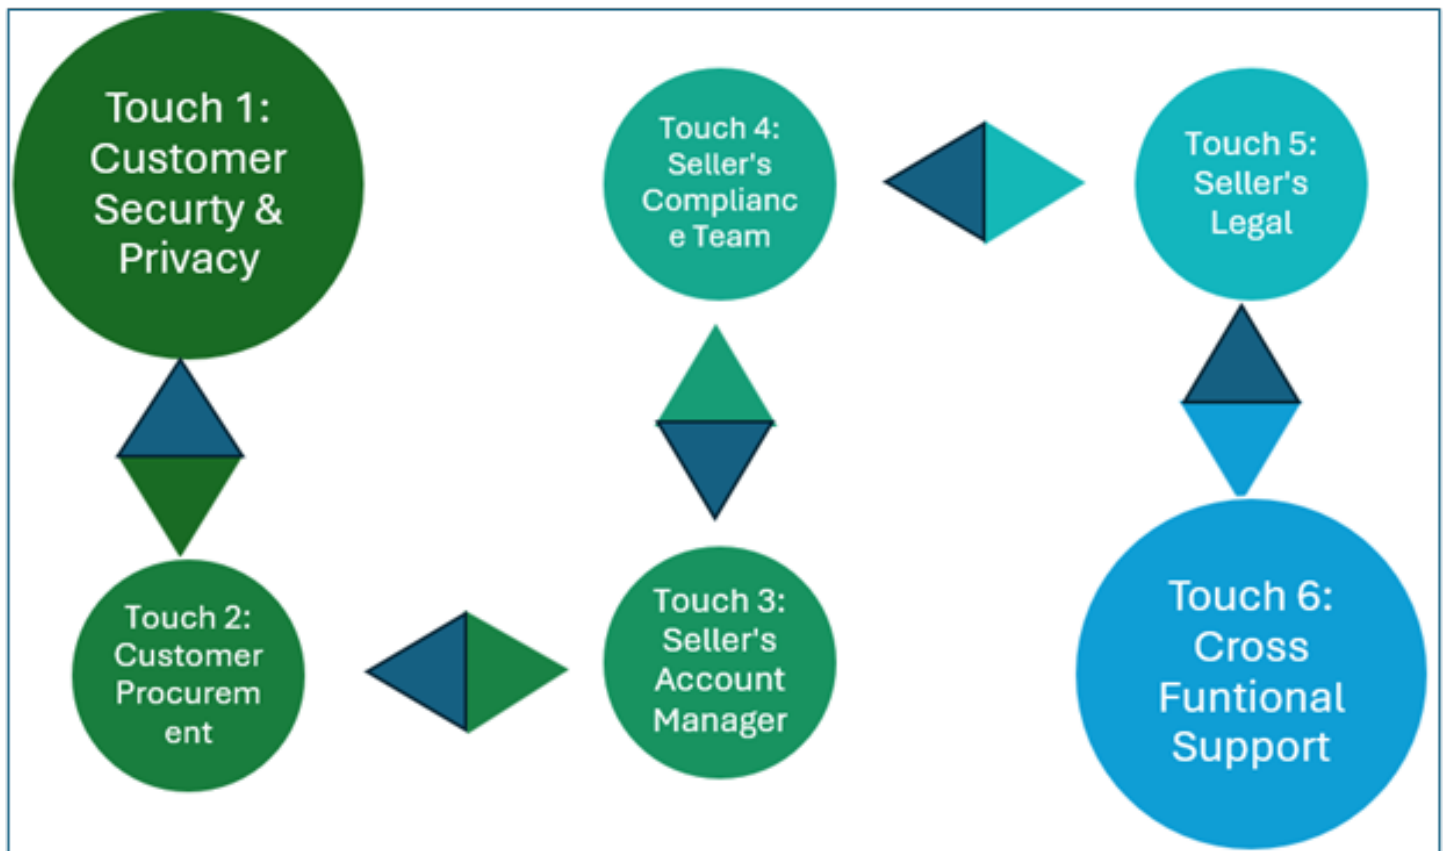 Touch 1:
Customer
Securty &
Privacy
Touch 2:
Customer
Procurem
ent
Touch 3:
Seller's
Account
Manager
Touch 4:
Seller's
Complianc
e Team
Touch 5:
Seller's
Legal
Touch 6:
Cross
Funtional
Support